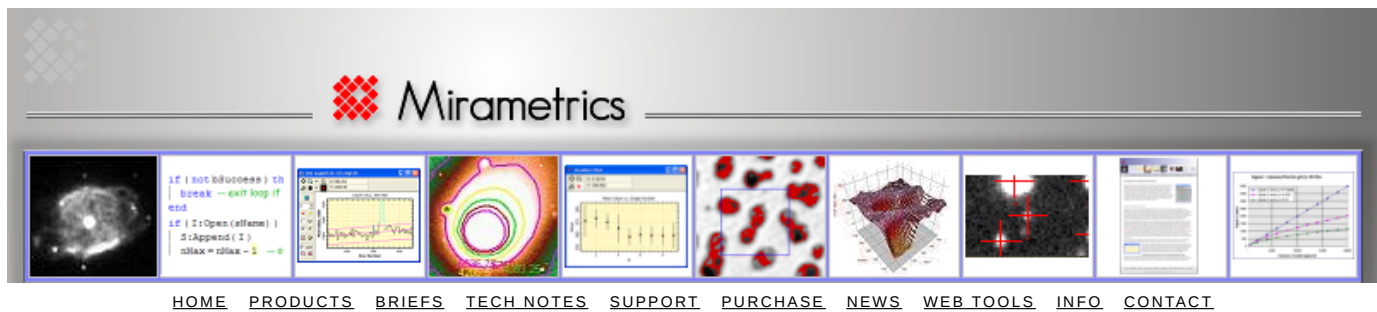 Mirametrics
if ( not bSuccess ) th
break -- exit loop if
end
if ( I:Open(sName) )
S:Append( I )
nMax = nMax - 1
HOME PRODUCTS BRIEFS TECH NOTES SUPPORT PURCHASE NEWS WEB TOOLS INFO CONTACT